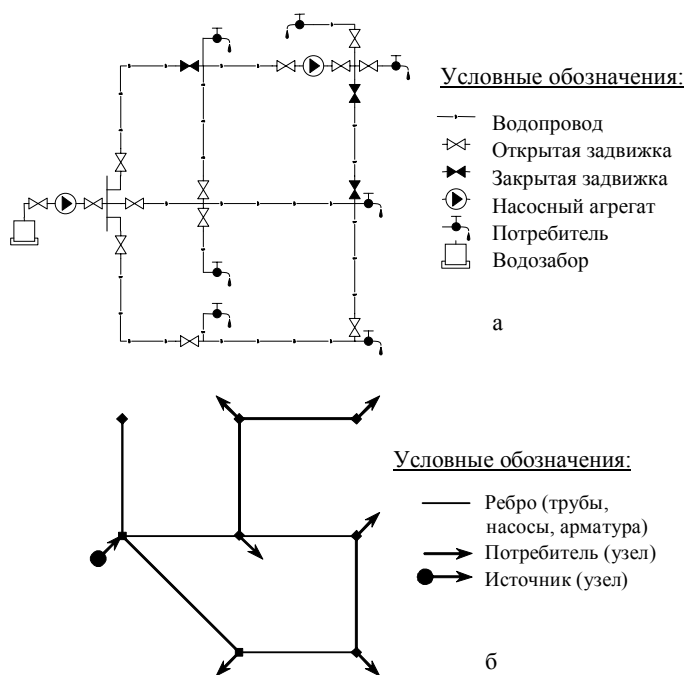 Условные обозначения:
Водопровод
Открытая задвижка
Закрытая задвижка
Насосный агрегат
Потребитель
Водозабор
а
Условные обозначения:
Ребро (трубы,
насосы, арматура)
Потребитель (узел)
Источник (узел)
б